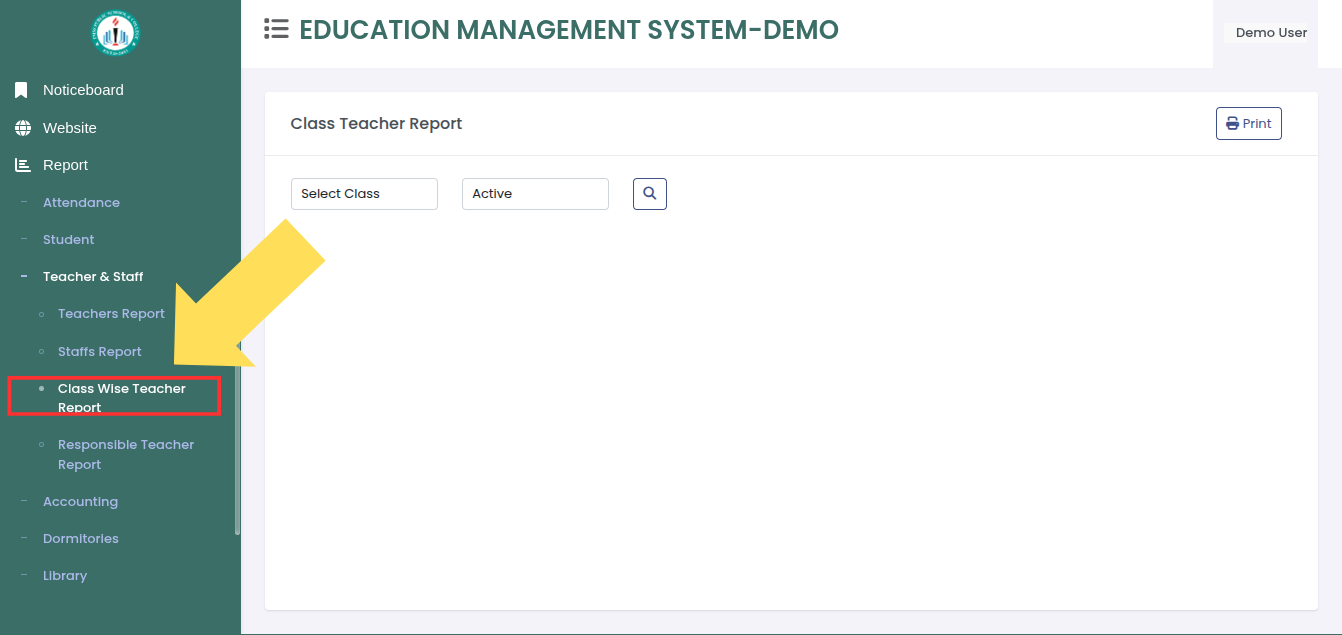 EDUCATION MANAGEMENT SYSTEM-DEMO
Demo User
Noticeboard
Website
Report
Attendance
Student
Teacher & Staff
Teachers Report
Staffs Report
Class Wise Teacher
Report
Responsible Teacher
Report
Accounting
Dormitories
Library
Class Teacher Report
Print
Select Class
Active